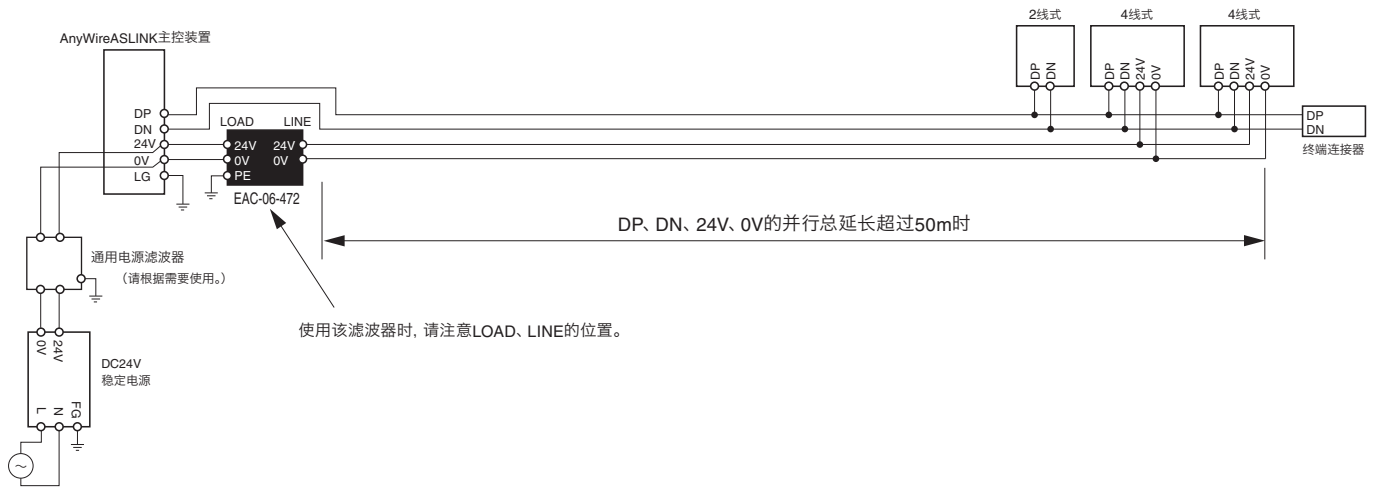 2线式
4线式
4线式
AnyWireASLINK主控装置
DP
DN
DP
DN
24V
0V
DP
DN
24V
0V
DP
DN
24V
0V
LG
LOAD
LINE
24V
24V
0V
0V
PE
EAC-06-472
DP
DN
终端连接器
DP、DN、24V、0V的并行总延长超过50m时
通用电源滤波器
（请根据需要使用。）
使用该滤波器时, 请注意LOAD、LINE的位置。
0V
24V
DC24V
稳定电源
L
N
FG